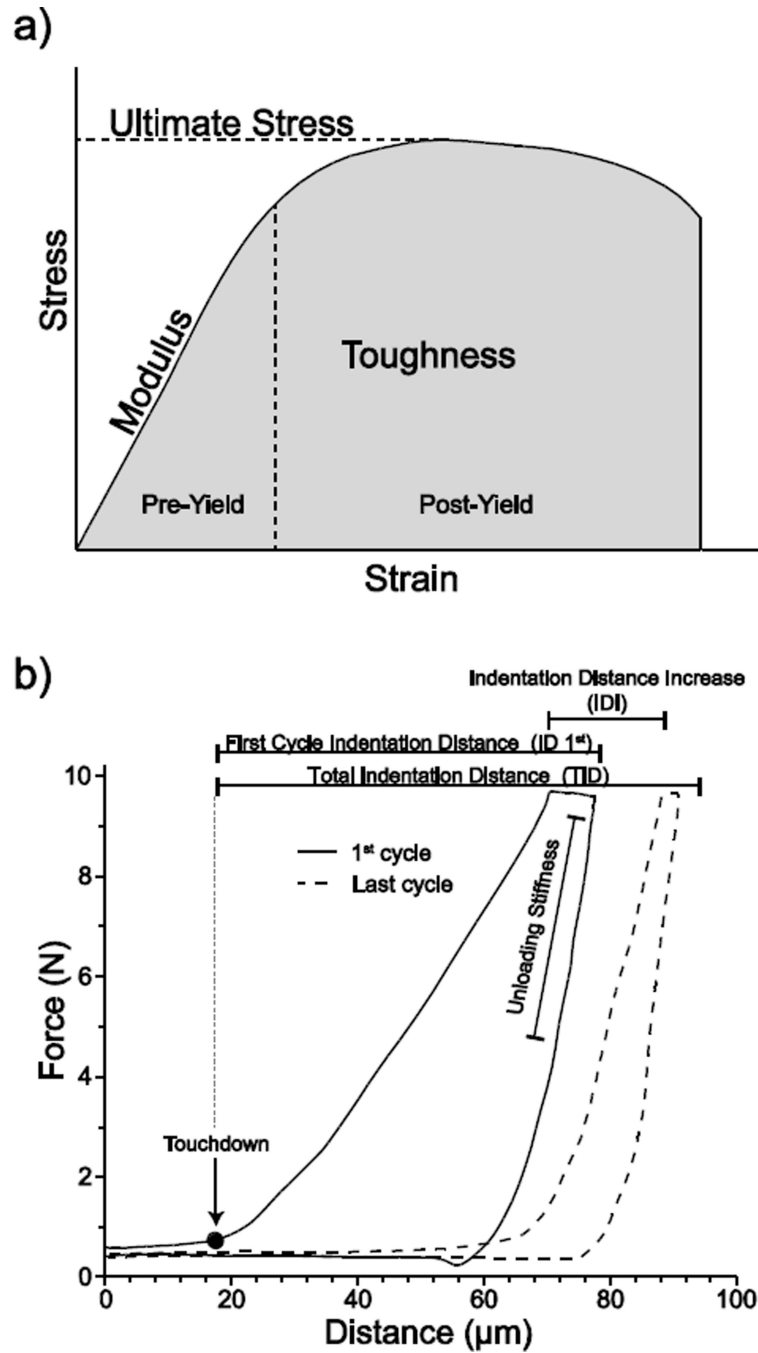 a)
Ultimate Stress
Stress
Modulus
Toughness
Pre-Yield
Post-Yield
Strain
b)
Indentation Distance Increase
(IDI)
First Cycle Indentation Distance (ID 1st)
Total Indentation Distance (TID)
10
1st cycle
Last cycle
8
Unloading Stiffness
6
Force (N)
4
Touchdown
2
0
0
20
40
60
80
100
Distance (µm)